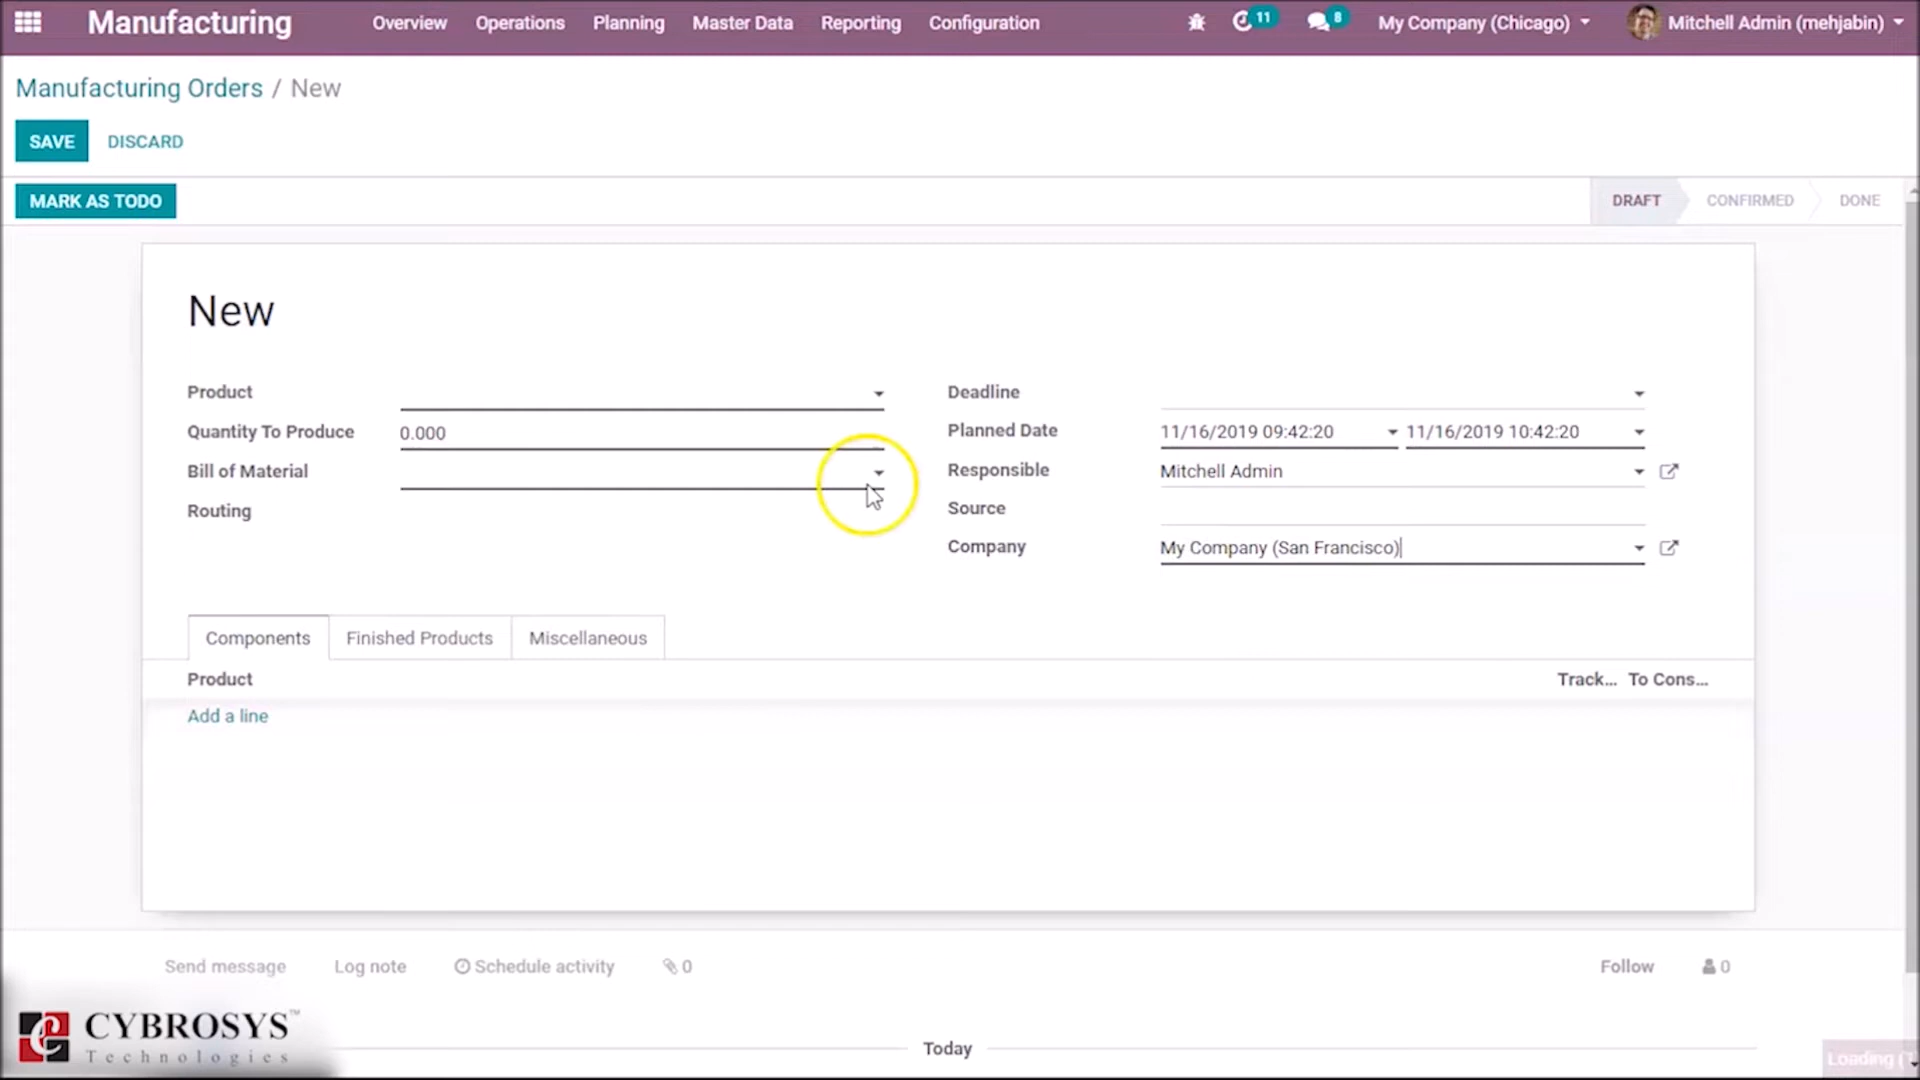 Manufacturing Overview Operations Planning Master Data Reporting Configuration 11 8 My Company (Chicago) Mitchell Admin (mehjabin)
Manufacturing Orders / New
SAVE DISCARD
MARK AS TODO DRAFT CONFIRMED DONE
New
Product Deadline
Quantity To Produce 0.000 Planned Date 11/16/2019 09:42:20 11/16/2019 10:42:20
Bill of Material Responsible Mitchell Admin
Routing Source
Company My Company (San Francisco)
Components Finished Products Miscellaneous
Product Track... To Cons...
Add a line
Send message Log note Schedule activity 0 Follow 0
CYBROSYS™
Technologies
Today
Loading (